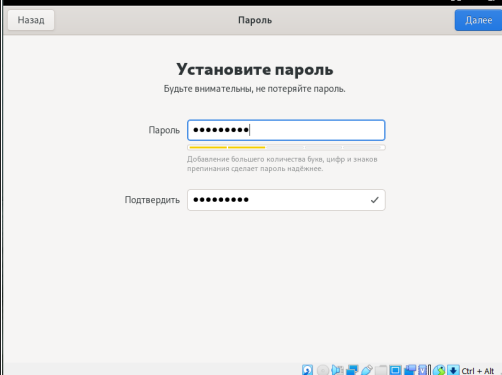 Назад Пароль Далее
Установите пароль
Будьте внимательны, не потеряйте пароль.
Пароль
Добавление большего количества букв, цифр и знаков
препинания сделает пароль надёжнее.
Подтвердить
Ctrl + Alt